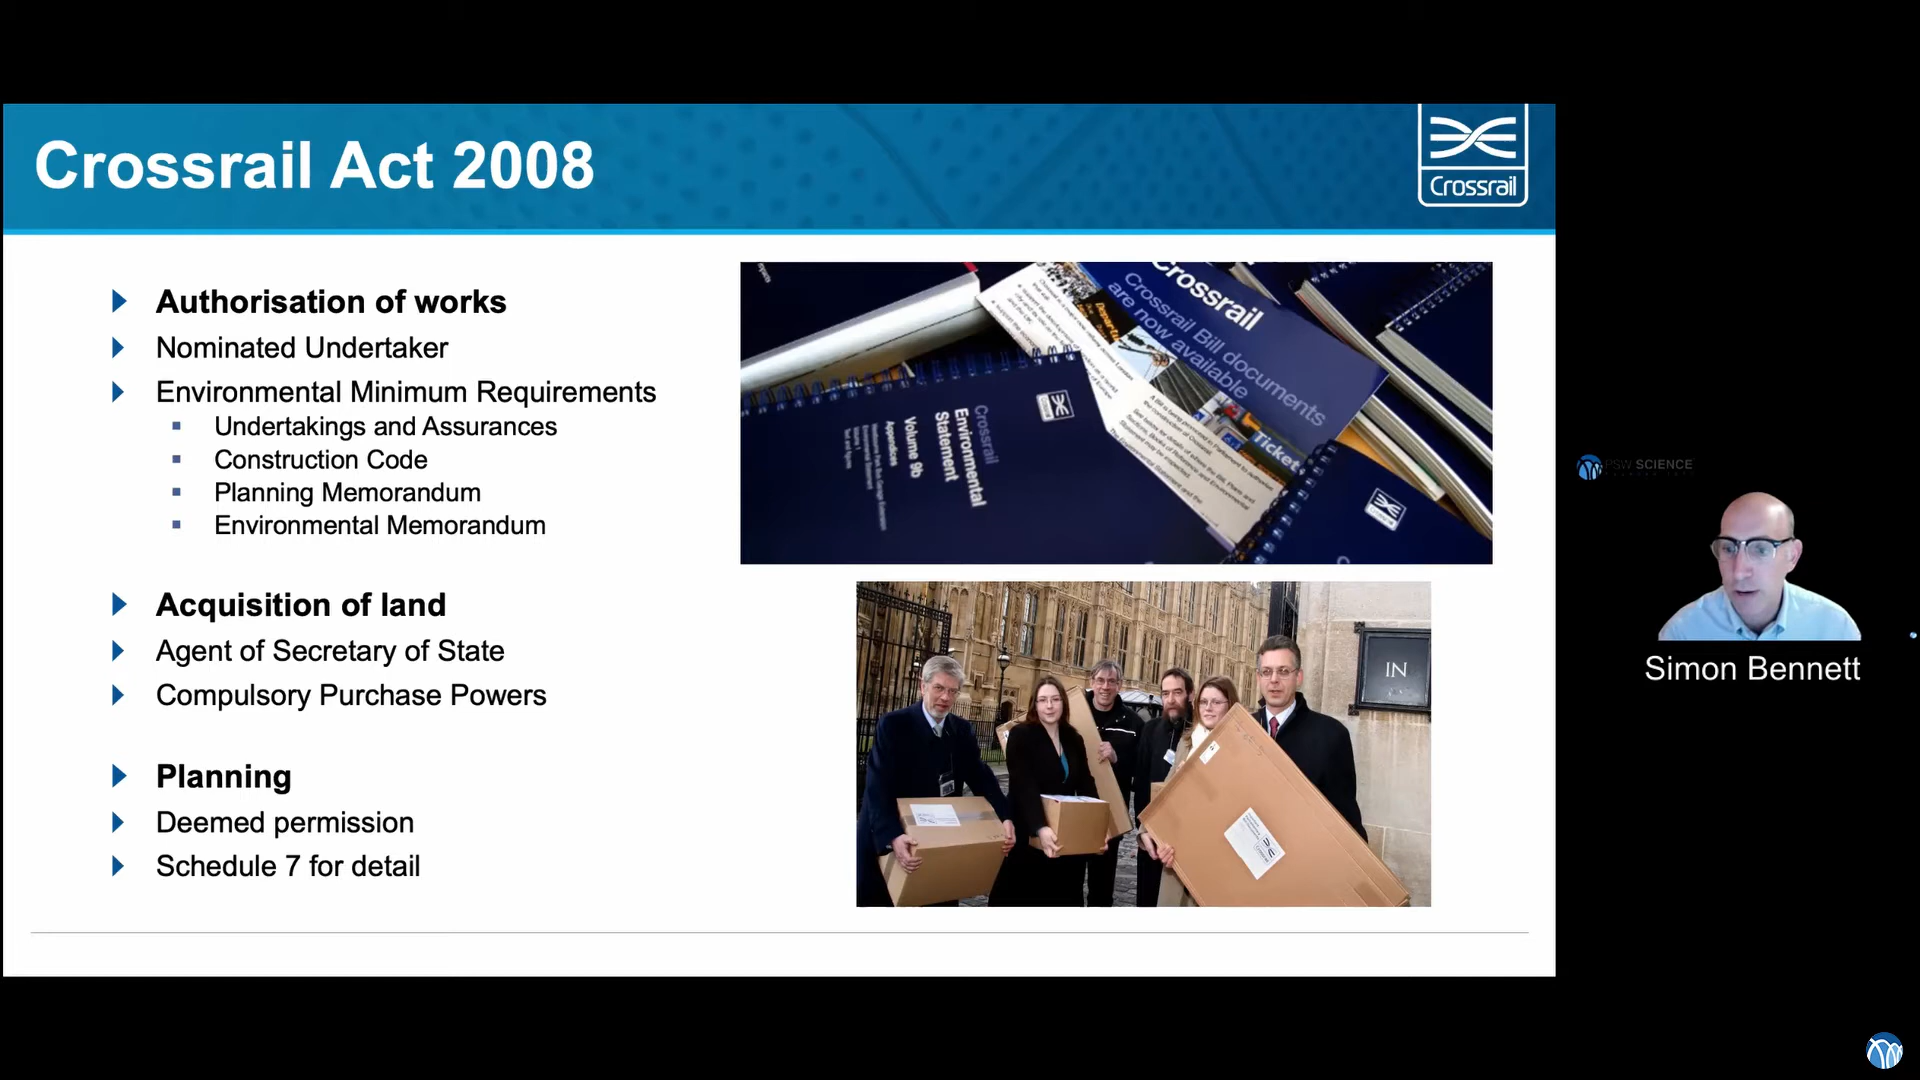 Crossrail Act 2008
Crossrail
Authorisation of works
Nominated Undertaker
Environmental Minimum Requirements
Undertakings and Assurances
Construction Code
Planning Memorandum
Environmental Memorandum
Acquisition of land
Agent of Secretary of State
Compulsory Purchase Powers
Planning
Deemed permission
Schedule 7 for detail
Crossrail
Crossrail Bill documents
are now available
Tickets
Crossrail
Environmental
Statement
Volume 9b
Appendices
IN
PSW SCIENCE
Simon Bennett